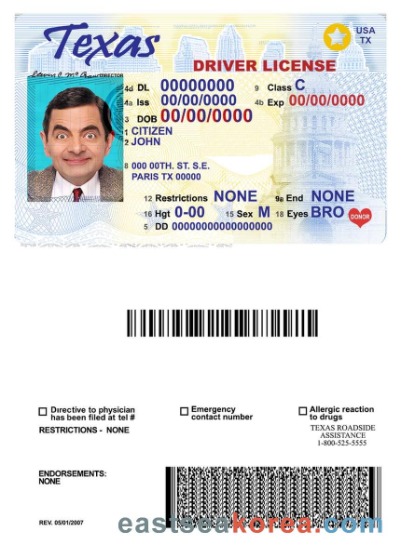 Texas
USA
TX
DRIVER LICENSE
DIRECTOR
4d DL 00000000 9 Class C
4a Iss 00/00/0000 4b Exp 00/00/0000
3 DOB 00/00/0000
1 CITIZEN
2 JOHN
8 000 00TH. ST. S.E.
PARIS TX 00000
12 Restrictions NONE 9a End NONE
16 Hgt 0-00 15 Sex M 18 Eyes BRO
DONOR
5 DD 00000000000000000
Directive to physician
has been filed at tel #
Emergency
contact number
Allergic reaction
to drugs
RESTRICTIONS - NONE
TEXAS ROADSIDE
ASSISTANCE
1-800-525-5555
ENDORSEMENTS:
NONE
REV. 05/01/2007
eastseakorea.com